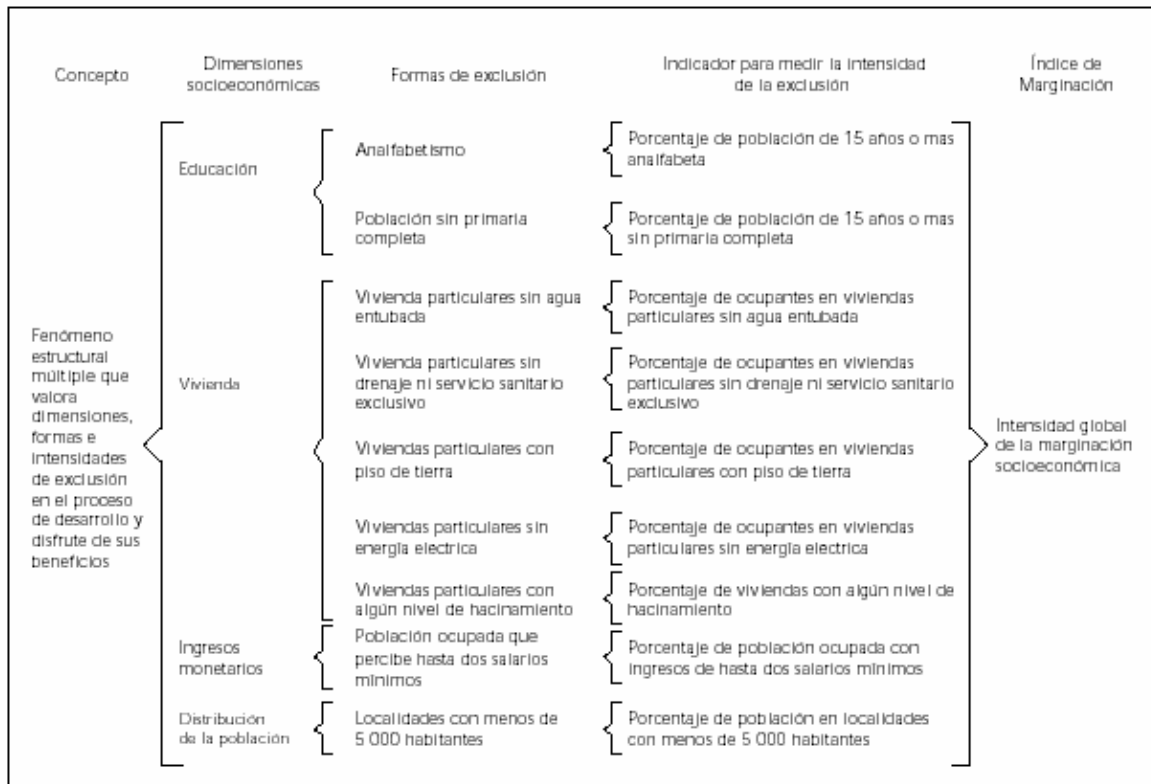 Concepto
Dimensiones
socioeconómicas
Formas de exclusión
Indicador para medir la intensidad
de la exclusión
Índice de
Marginación
Fenómeno
estructural
múltiple que
valora
dimensiones,
formas e
intensidades
de exclusión
en el proceso
de desarrollo y
disfrute de sus
beneficios
Educación
Analfabetismo
Porcentaje de población de 15 años o mas
analfabeta
Población sin primaria
completa
Porcentaje de población de 15 años o mas
sin primaria completa
Vivienda
Vivienda particulares sin agua
entubada
Porcentaje de ocupantes en viviendas
particulares sin agua entubada
Vivienda particulares sin
drenaje ni servicio sanitario
exclusivo
Porcentaje de ocupantes en viviendas
particulares sin drenaje ni servicio sanitario
exclusivo
Viviendas particulares con
piso de tierra
Porcentaje de ocupantes en viviendas
particulares con piso de tierra
Viviendas particulares sin
energía electrica
Porcentaje de ocupantes en viviendas
particulares sin energía electrica
Viviendas particulares con
algún nivel de hacinamiento
Porcentaje de viviendas con algún nivel de
hacinamiento
Ingresos
monetarios
Población ocupada que
percibe hasta dos salarios
mínimos
Porcentaje de población ocupada con
ingresos de hasta dos salarios mínimos
Distribución
de la población
Localidades con menos de
5 000 habitantes
Porcentaje de población en localidades
con menos de 5 000 habitantes
Intensidad global
de la marginación
socioeconómica